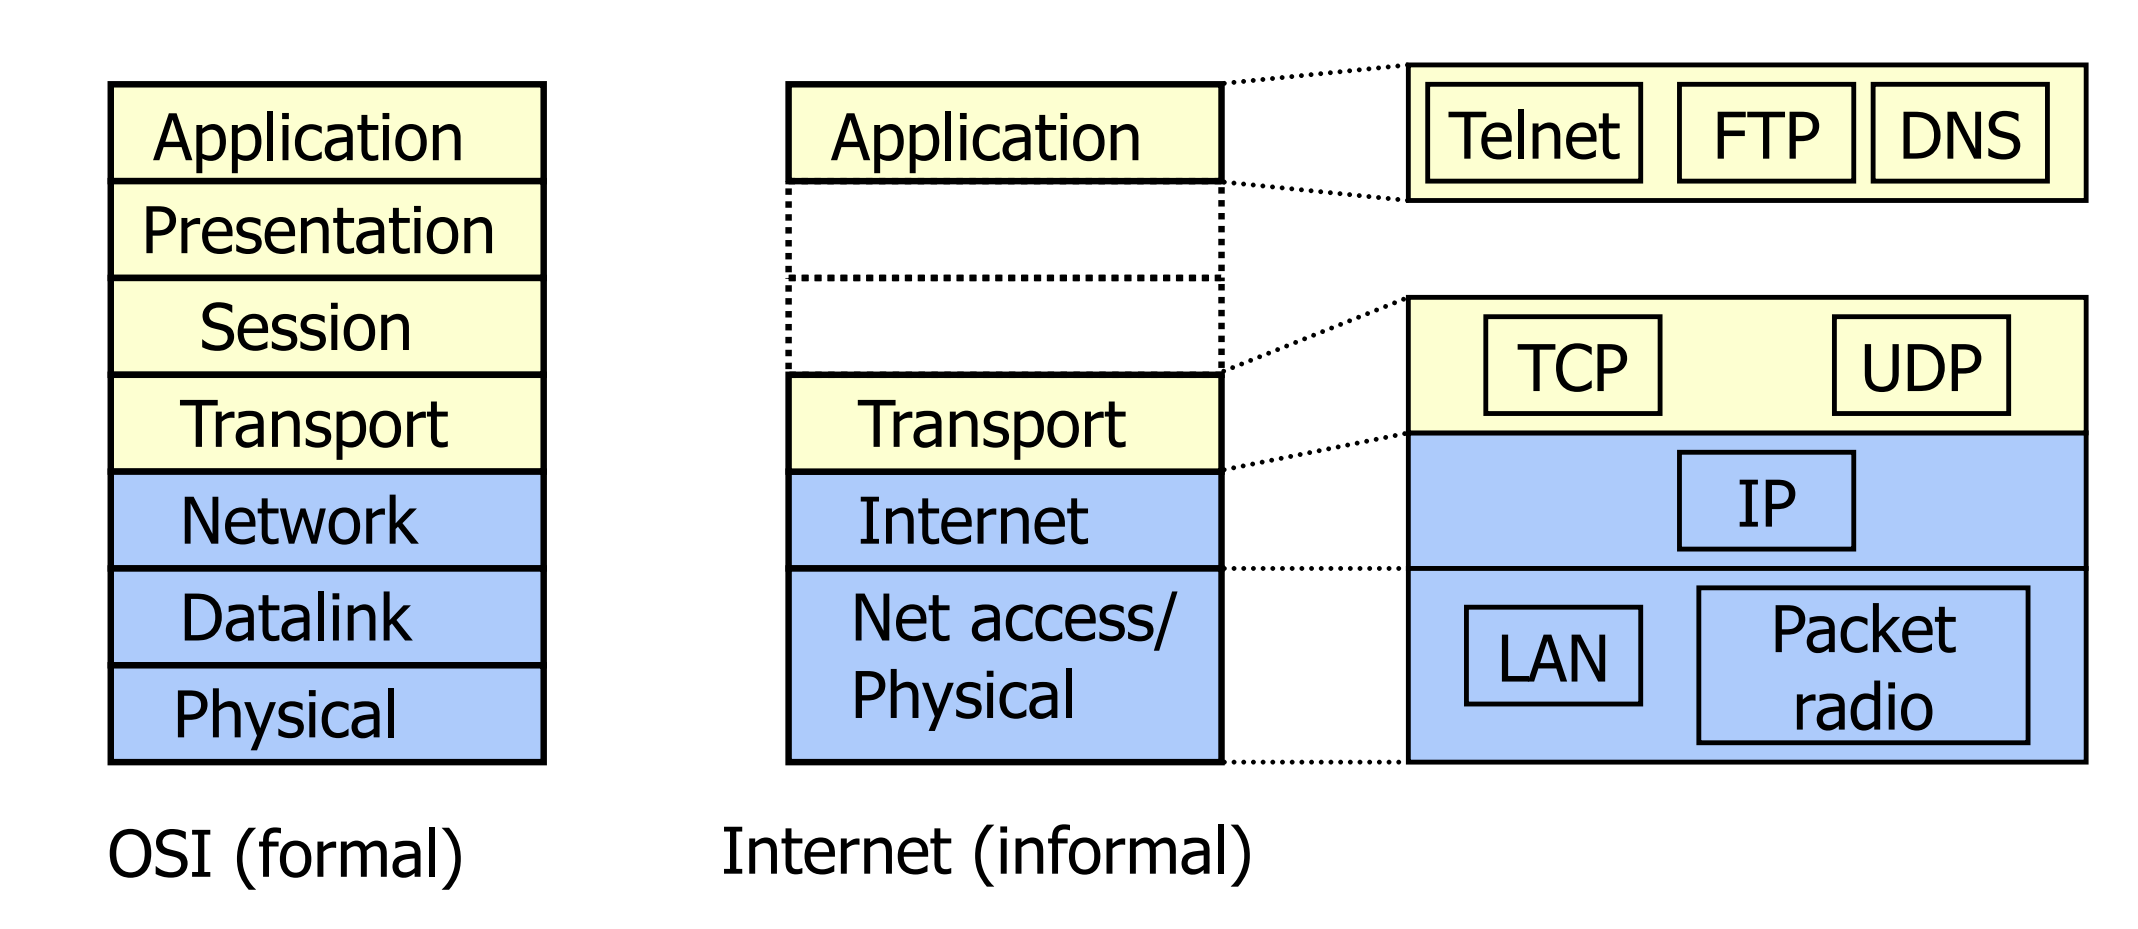 Application
Presentation
Session
Transport
Network
Datalink
Physical
OSI (formal)
Application
Transport
Internet
Net access/
Physical
Internet (informal)
Telnet
FTP
DNS
TCP
UDP
IP
LAN
Packet
radio